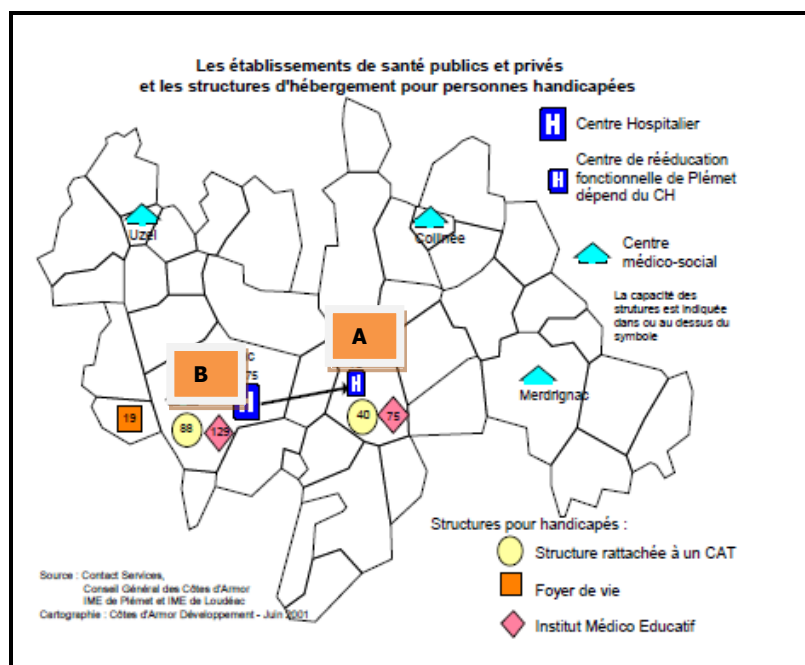 Les établissements de santé publics et privés
et les structures d'hébergement pour personnes handicapées
Centre Hospitalier
Centre de rééducation
fonctionnelle de Plémet
dépend du CH
Uzel
Collinée
Centre
médico-social
La capacité des
strutures est indiquée
dans ou au dessus du
symbole
A
B
C
75
H
H
H
H
Merdrignac
19
88
129
40
75
Structures pour handicapés :
Structure rattachée à un CAT
Foyer de vie
Institut Médico Educatif
Source : Contact Services,
Conseil Général des Côtes d'Armor
IME de Plémet et IME de Loudéac
Cartographie : Côtes d'Armor Développement - Juin 2001